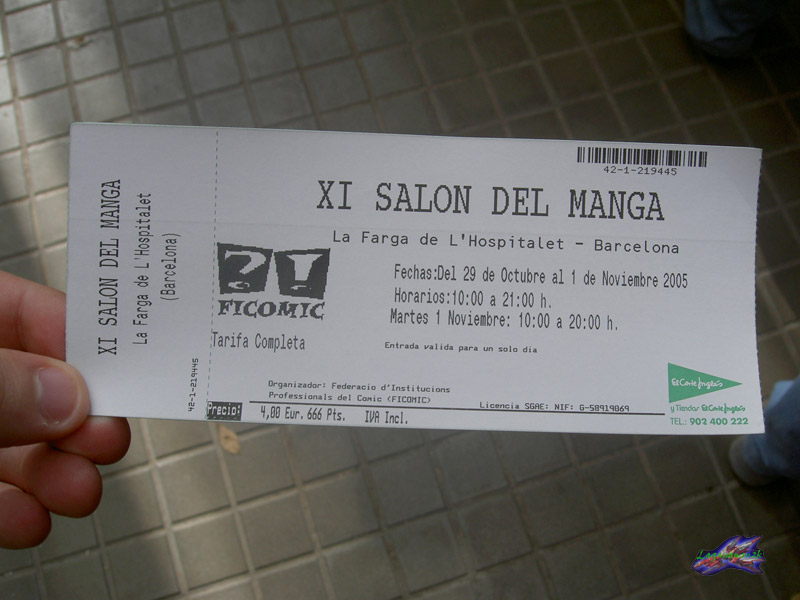 XI SALON DEL MANGA
La Farga de L'Hospitalet
(Barcelona)
42-1-219445
42-1-219445
XI SALON DEL MANGA
La Farga de L'Hospitalet - Barcelona
?!
FICOMIC
Fechas:Del 29 de Octubre al 1 de Noviembre 2005
Horarios:10:00 a 21:00 h.
Martes 1 Noviembre: 10:00 a 20:00 h.
Tarifa Completa
Entrada valida para un solo dia
Organizador: Federacio d'Institucions
Professionals del Comic (FICOMIC)
Licencia SGAE: NIF: G-58919069
Precio:
4,00 Eur. 666 Pts. IVA Incl.
El Corte Inglés
y Tiendas El Corte Inglés
TEL: 902 400 222